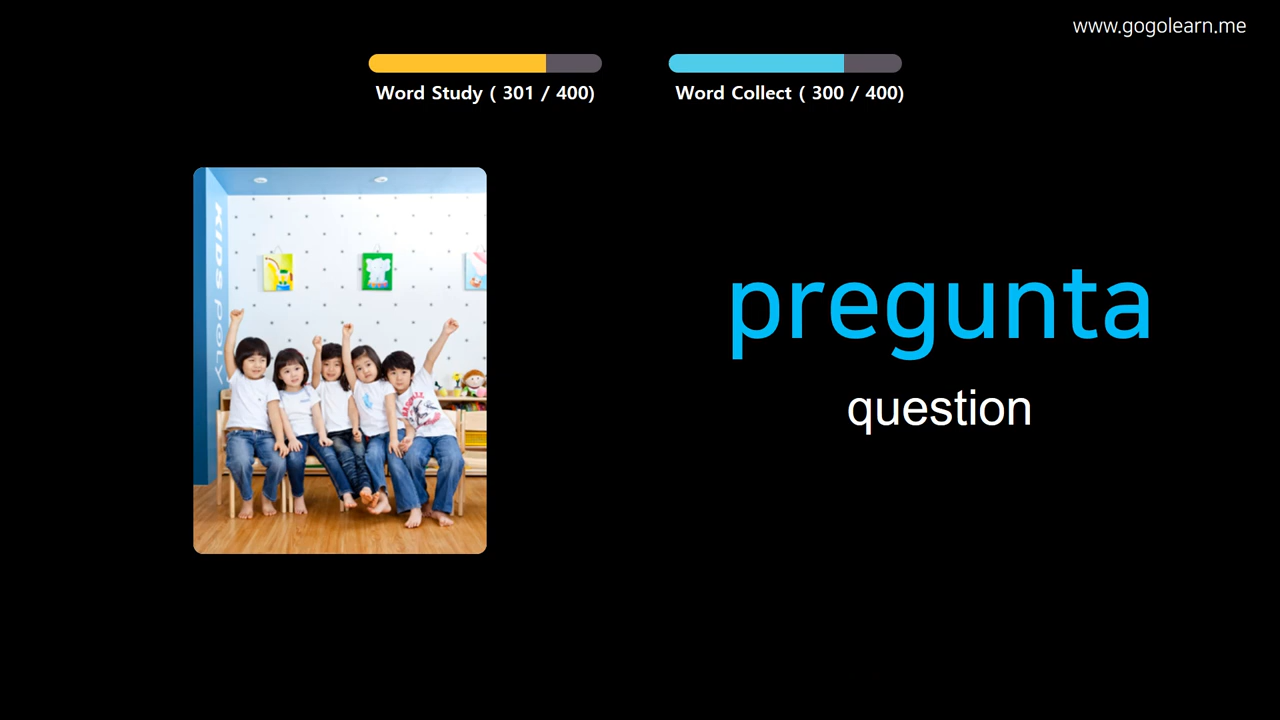 www.gogolearn.me
Word Study ( 301 / 400)
Word Collect ( 300 / 400)
KIDS POLY
pregunta
question